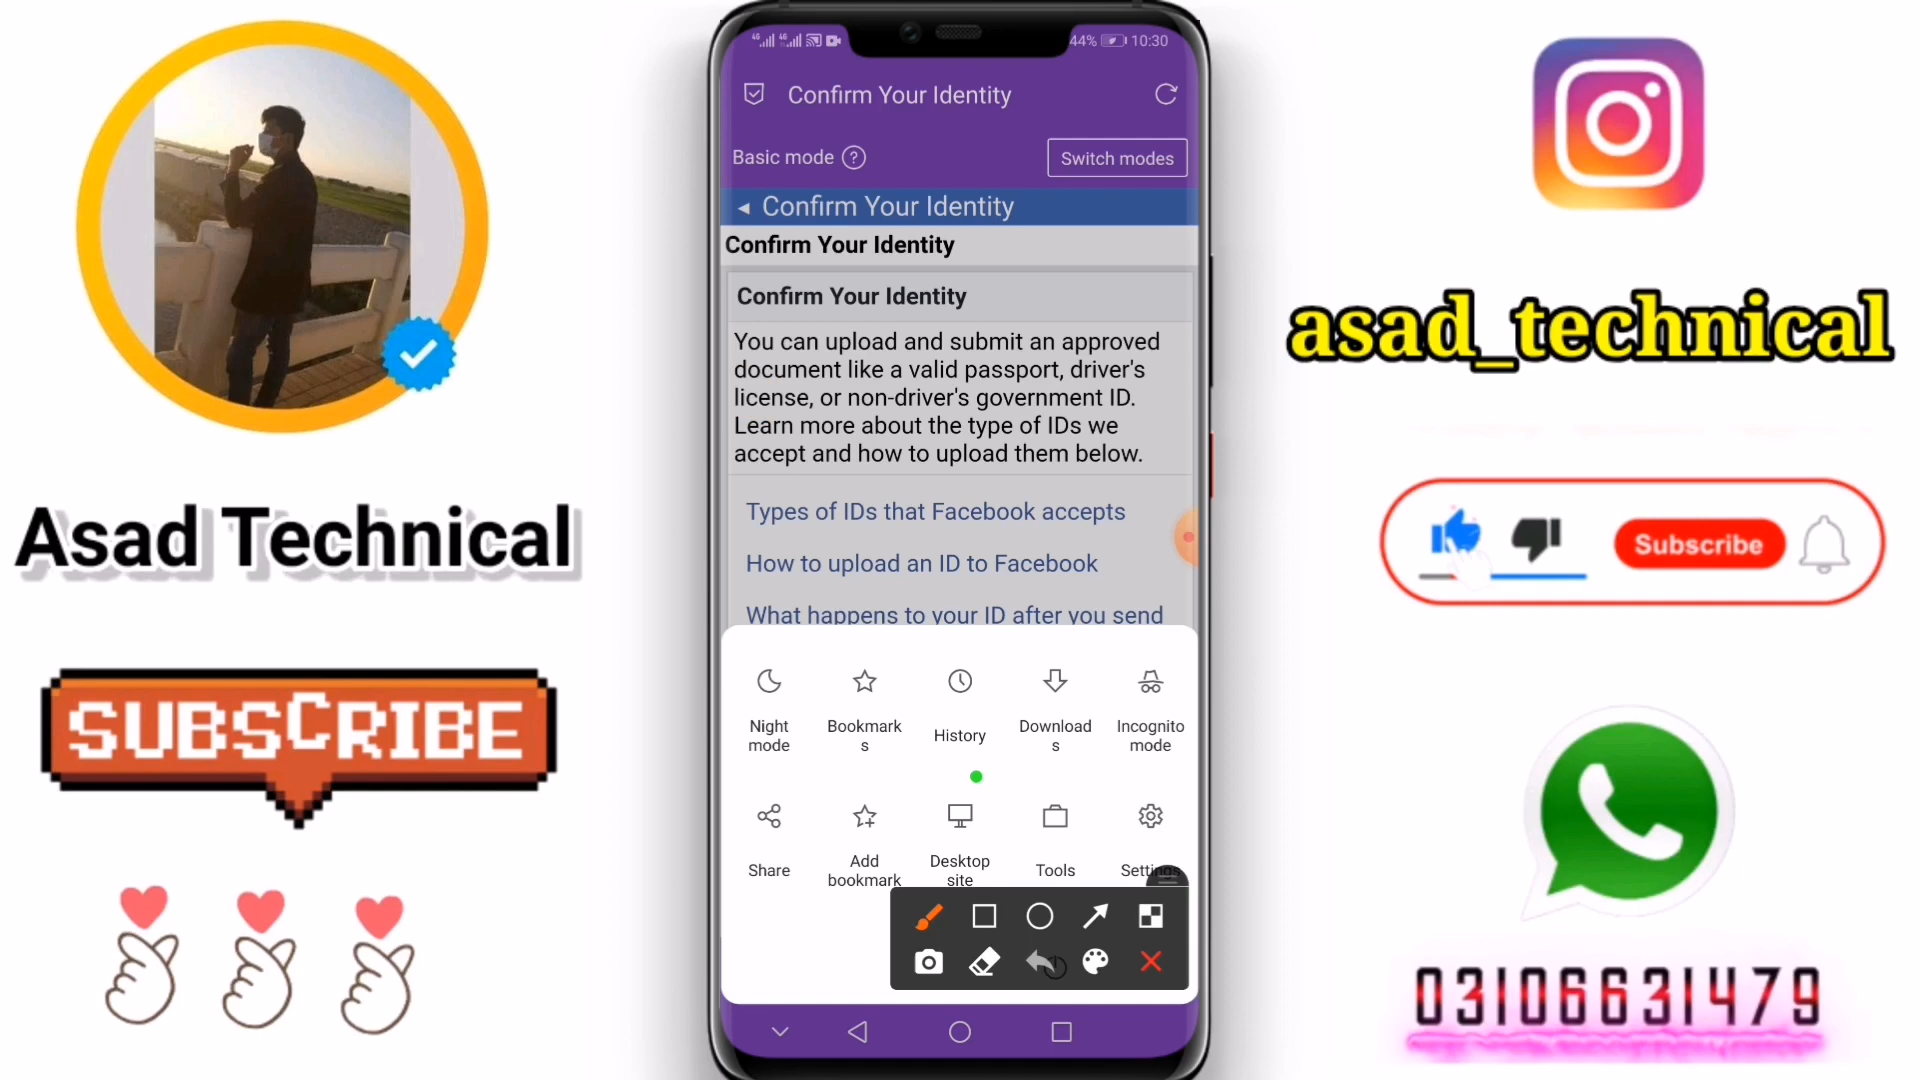 44% 10:30
Confirm Your Identity
Basic mode ?
Switch modes
Confirm Your Identity
Confirm Your Identity
Confirm Your Identity
You can upload and submit an approved
document like a valid passport, driver's
license, or non-driver's government ID.
Learn more about the type of IDs we
accept and how to upload them below.
Types of IDs that Facebook accepts
How to upload an ID to Facebook
What happens to your ID after you send
Night
mode
Bookmark
s
History
Download
s
Incognito
mode
Share
Add
bookmark
Desktop
site
Tools
Settings
Asad Technical
SUBSCRIBE
asad_technical
Subscribe
03106631479